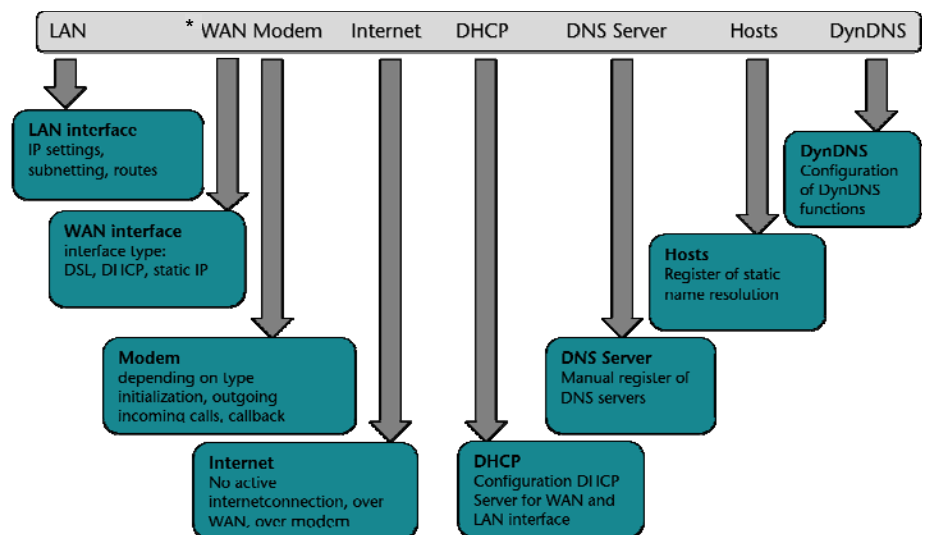 LAN * WAN Modem Internet DHCP DNS Server Hosts DynDNS
LAN interface
IP settings,
subnetting, routes
DynDNS
Configuration
of DynDNS
functions
WAN interface
interface type:
DSL, DHCP, static IP
Hosts
Register of static
name resolution
Modem
depending on type
initialization, outgoing
incoming calls, callback
DNS Server
Manual register of
DNS servers
Internet
No active
internetconnection, over
WAN, over modem
DHCP
Configuration DHCP
Server for WAN and
LAN interface